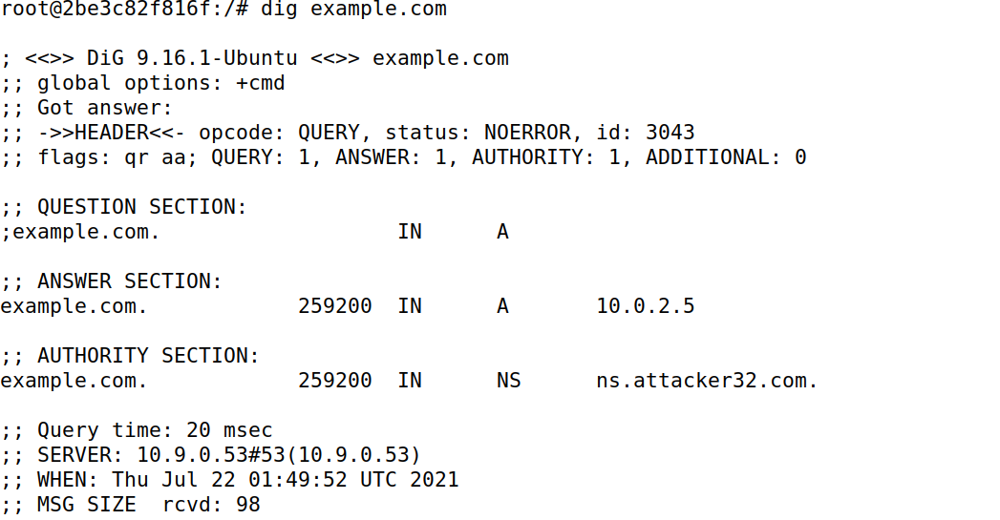 root@2be3c82f816f:/# dig example.com
; <<>> DiG 9.16.1-Ubuntu <<>> example.com
;; global options: +cmd
;; Got answer:
;; ->>HEADER<<- opcode: QUERY, status: NOERROR, id: 3043
;; flags: qr aa; QUERY: 1, ANSWER: 1, AUTHORITY: 1, ADDITIONAL: 0
;; QUESTION SECTION:
;example.com. IN A
;; ANSWER SECTION:
example.com. 259200 IN A 10.0.2.5
;; AUTHORITY SECTION:
example.com. 259200 IN NS ns.attacker32.com.
;; Query time: 20 msec
;; SERVER: 10.9.0.53#53(10.9.0.53)
;; WHEN: Thu Jul 22 01:49:52 UTC 2021
;; MSG SIZE  rcvd: 98